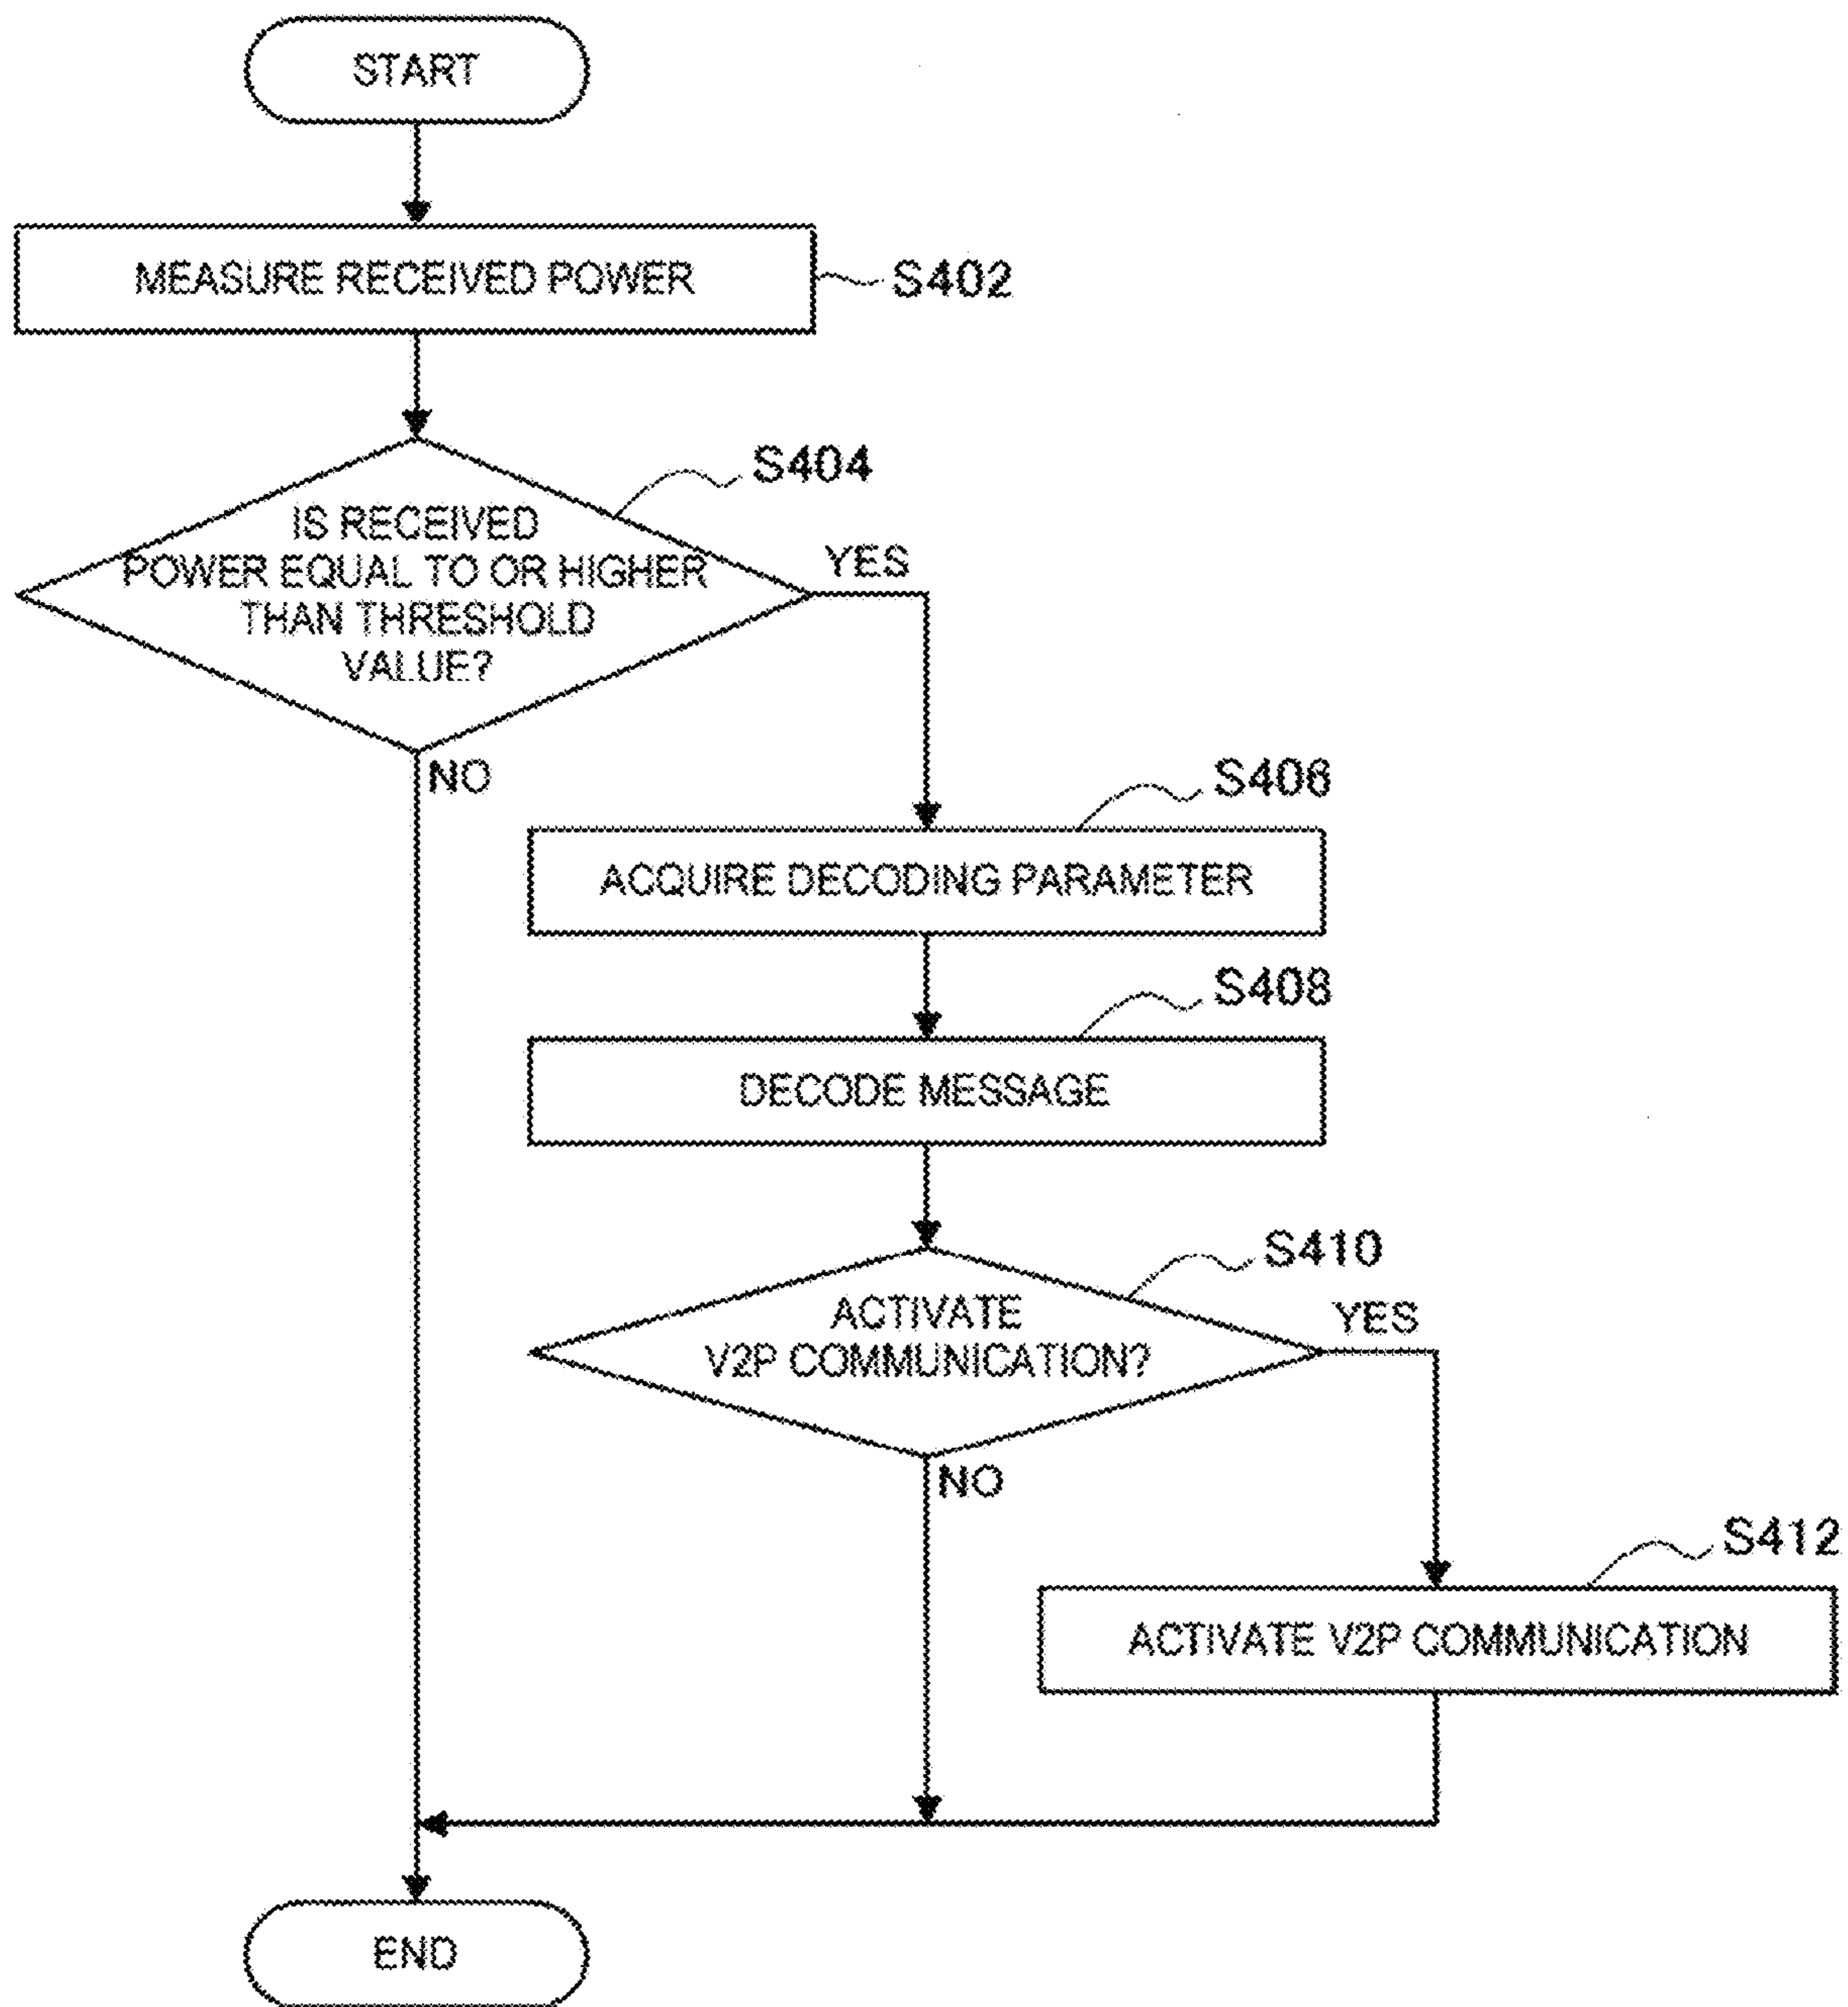 START
MEASURE RECEIVED POWER
S402
S404
IS RECEIVED
POWER EQUAL TO OR HIGHER
THAN THRESHOLD
VALUE?
YES
NO
S406
ACQUIRE DECODING PARAMETER
S408
DECODE MESSAGE
S410
ACTIVATE
V2P COMMUNICATION?
YES
NO
S412
ACTIVATE V2P COMMUNICATION
END